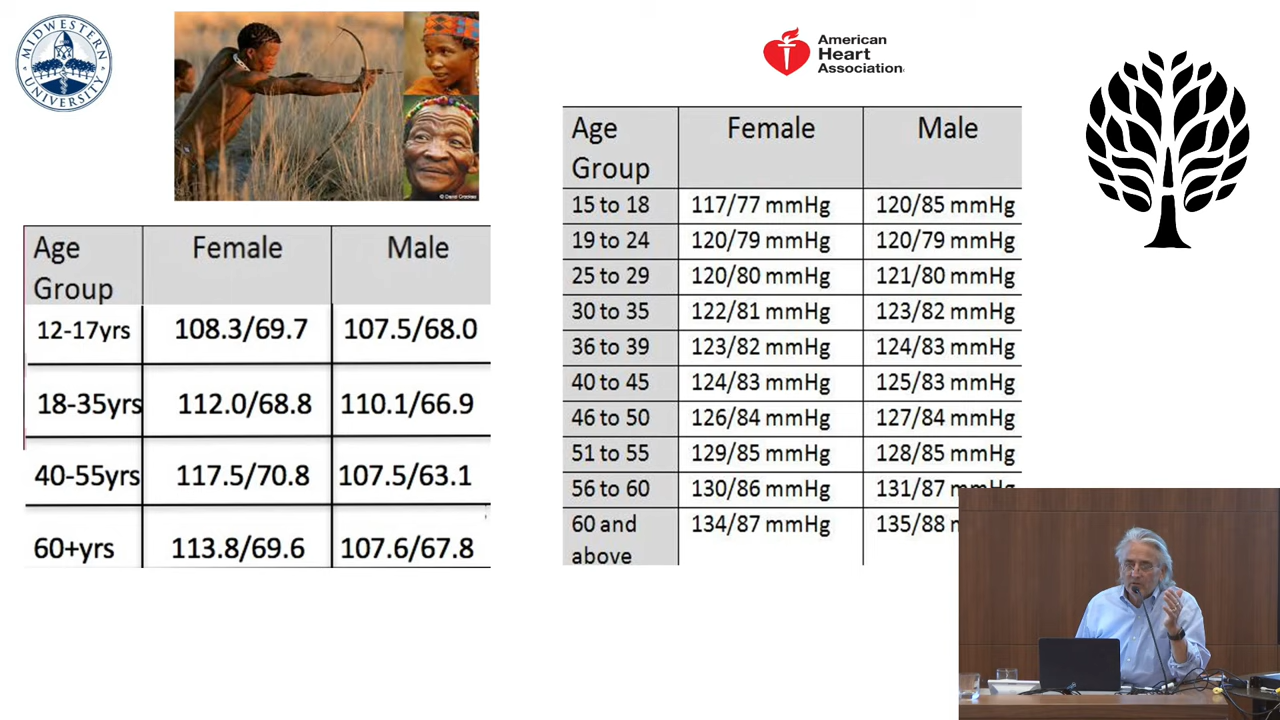 MIDWESTERN
UNIVERSITY
American
Heart
Association
Age Group Female Male
12-17yrs 108.3/69.7 107.5/68.0
18-35yrs 112.0/68.8 110.1/66.9
40-55yrs 117.5/70.8 107.5/63.1
60+yrs 113.8/69.6 107.6/67.8
Age Group Female Male
15 to 18 117/77 mmHg 120/85 mmHg
19 to 24 120/79 mmHg 120/79 mmHg
25 to 29 120/80 mmHg 121/80 mmHg
30 to 35 122/81 mmHg 123/82 mmHg
36 to 39 123/82 mmHg 124/83 mmHg
40 to 45 124/83 mmHg 125/83 mmHg
46 to 50 126/84 mmHg 127/84 mmHg
51 to 55 129/85 mmHg 128/85 mmHg
56 to 60 130/86 mmHg 131/87 mmHg
60 and above 134/87 mmHg 135/88